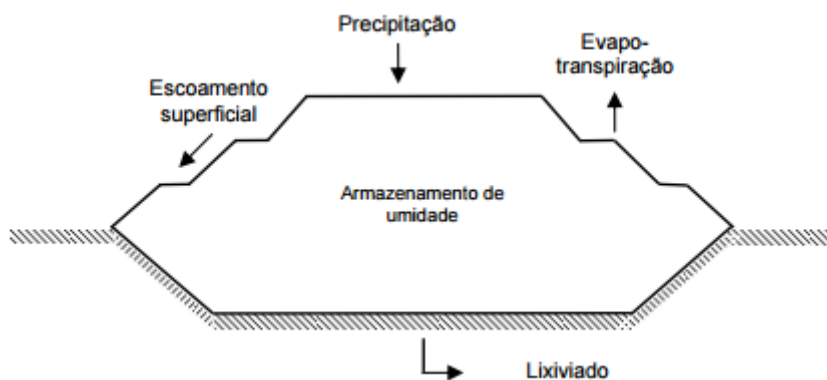 Precipitação
Evapo-
transpiração
Escoamento
superficial
Armazenamento de
umidade
Lixiviado